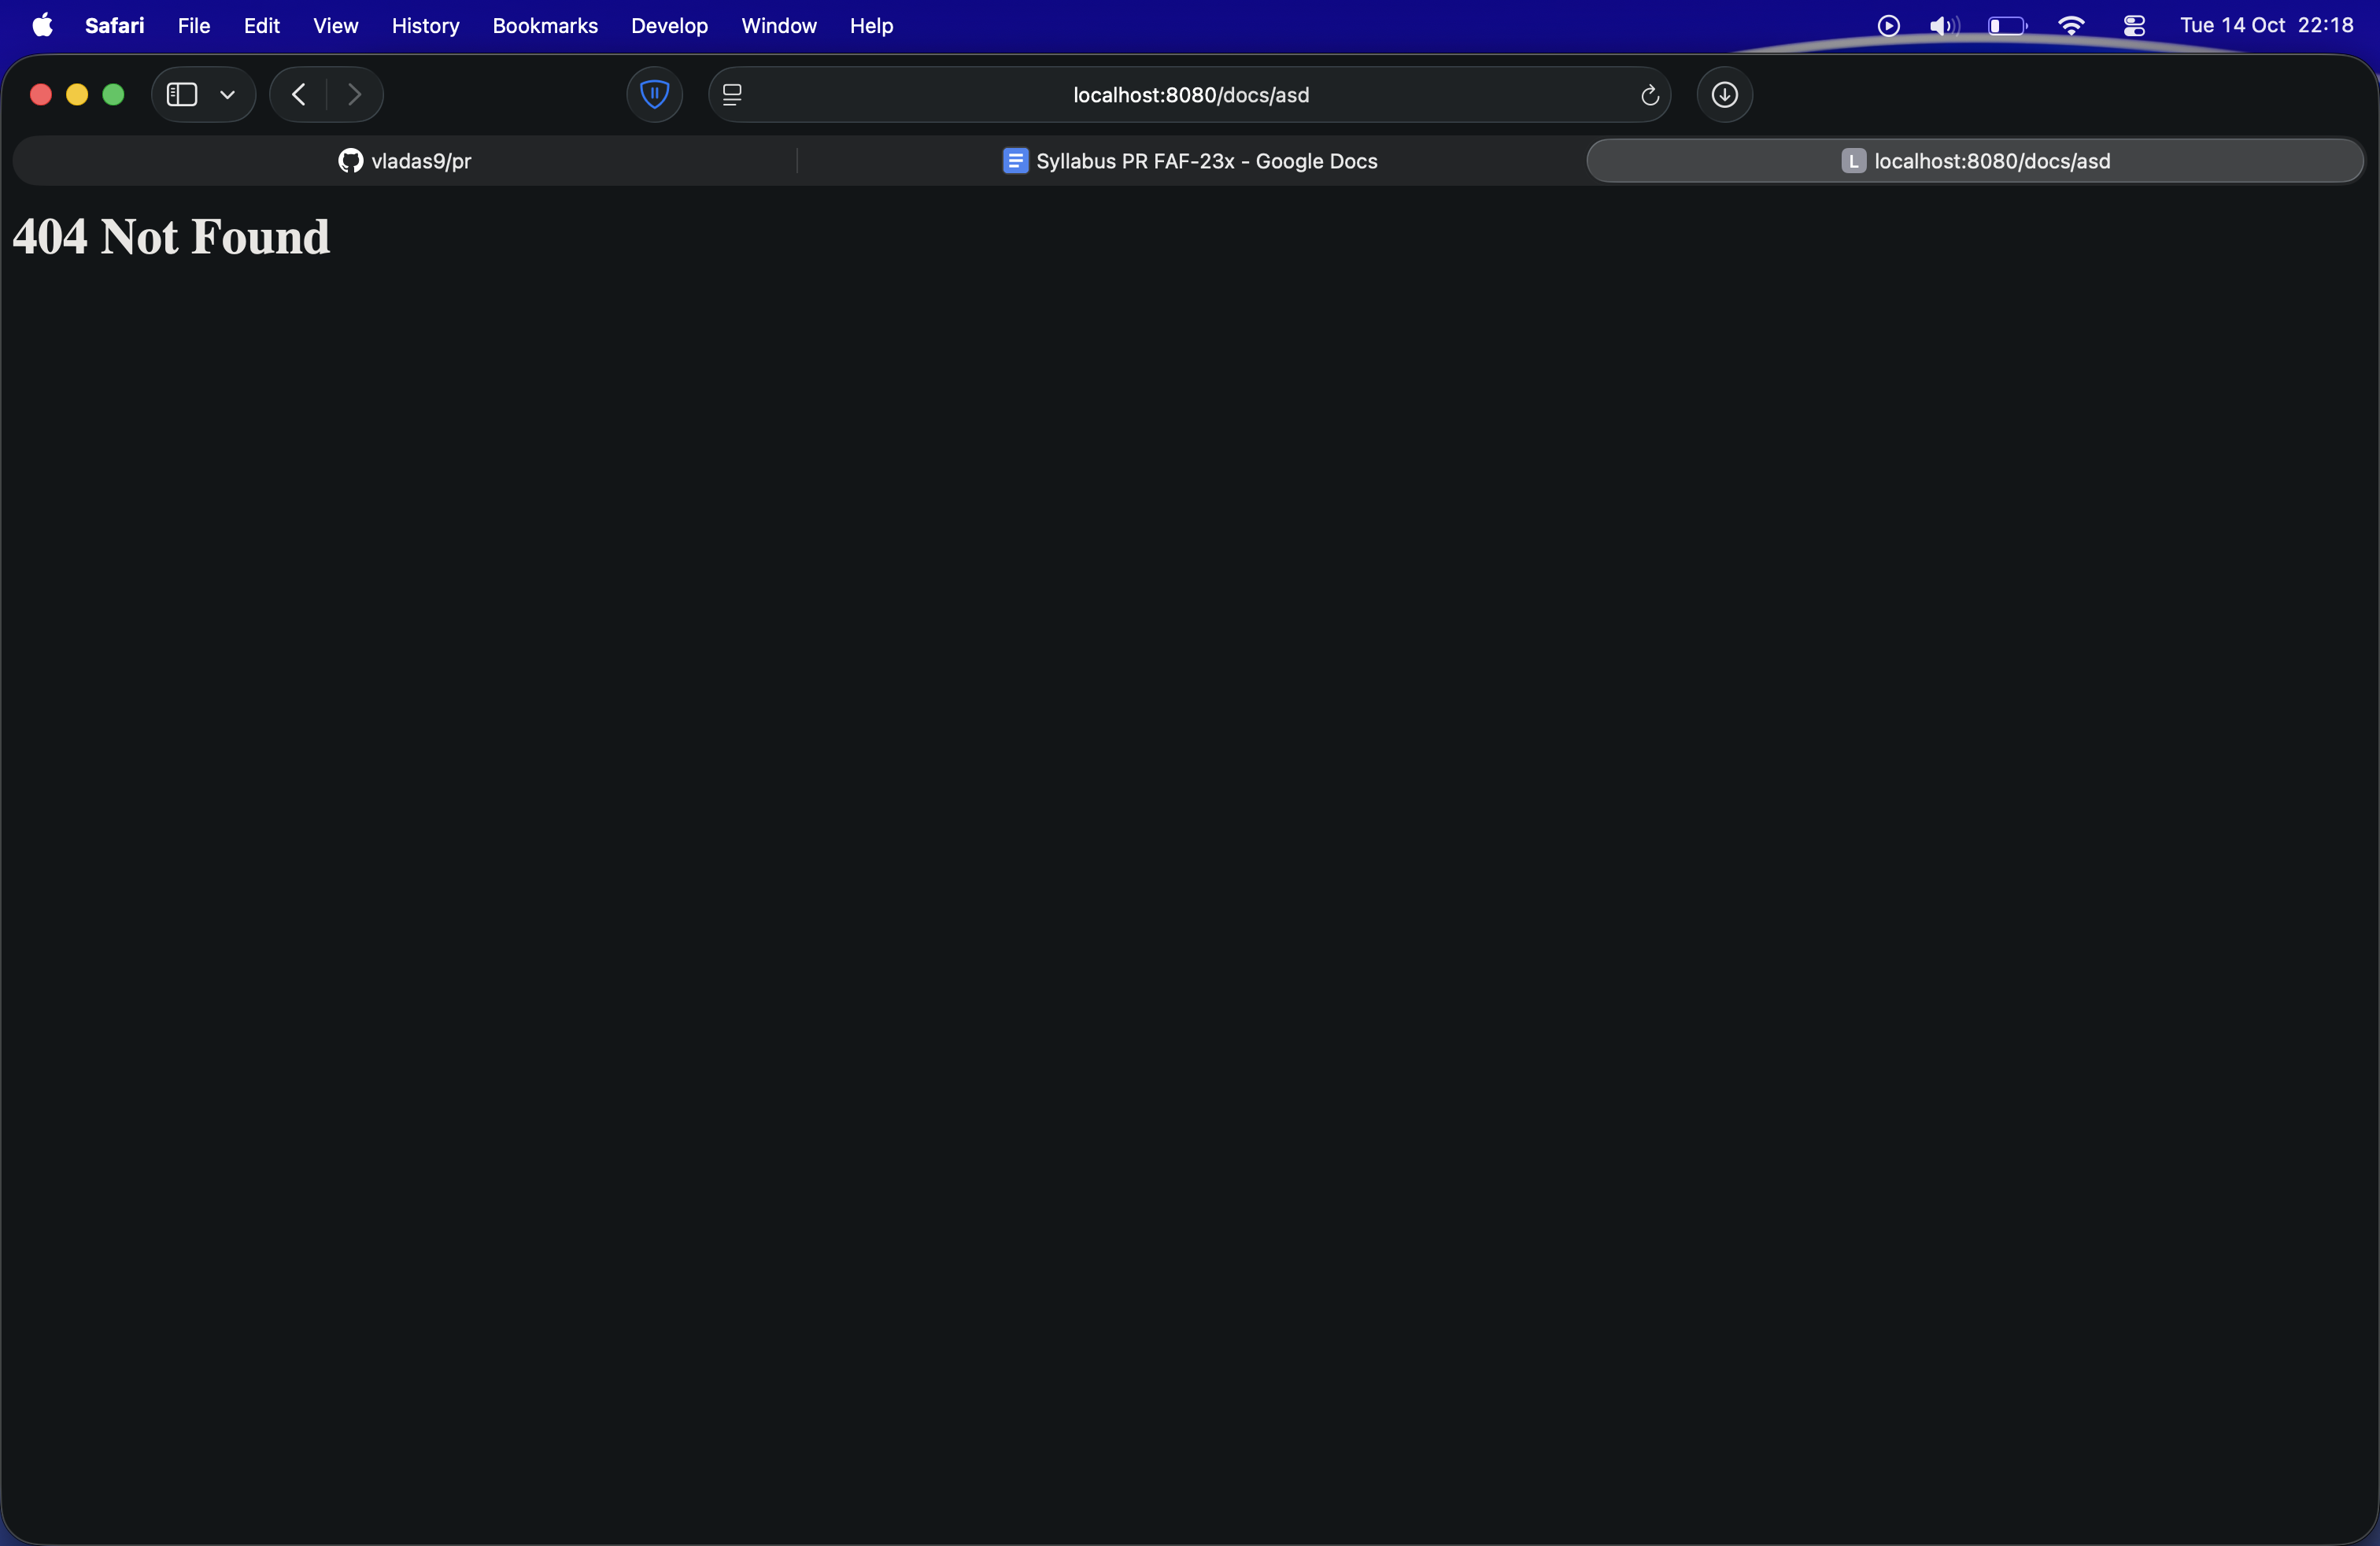 Safari File Edit View History Bookmarks Develop Window Help Tue 14 Oct 22:18
localhost:8080/docs/asd
vladas9/pr Syllabus PR FAF-23x - Google Docs L localhost:8080/docs/asd
404 Not Found